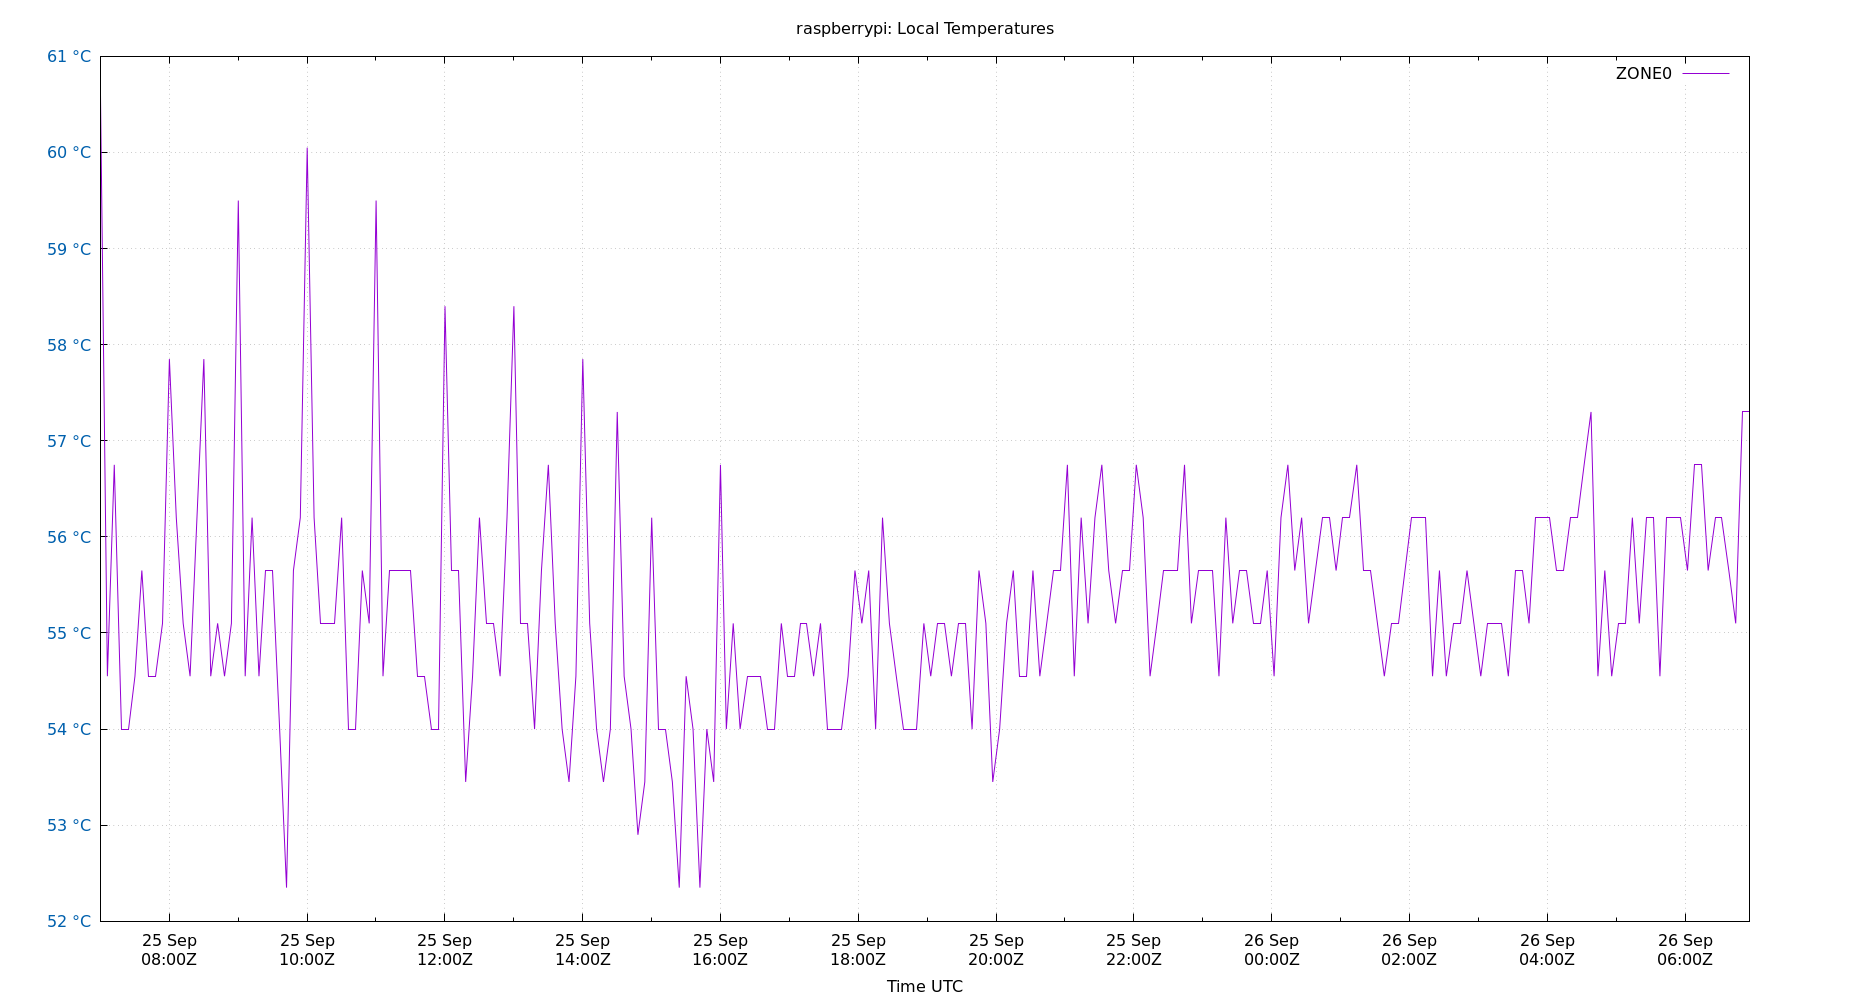 raspberrypi: Local Temperatures
61 °C
ZONE0
60 °C
59 °C
58 °C
57 °C
56 °C
55 °C
54 °C
53 °C
52 °C
25 Sep 25 Sep 25 Sep 25 Sep 25 Sep 25 Sep 25 Sep 25 Sep 26 Sep 26 Sep 26 Sep 26 Sep
08:00Z 10:00Z 12:00Z 14:00Z 16:00Z 18:00Z 20:00Z 22:00Z 00:00Z 02:00Z 04:00Z 06:00Z
Time UTC